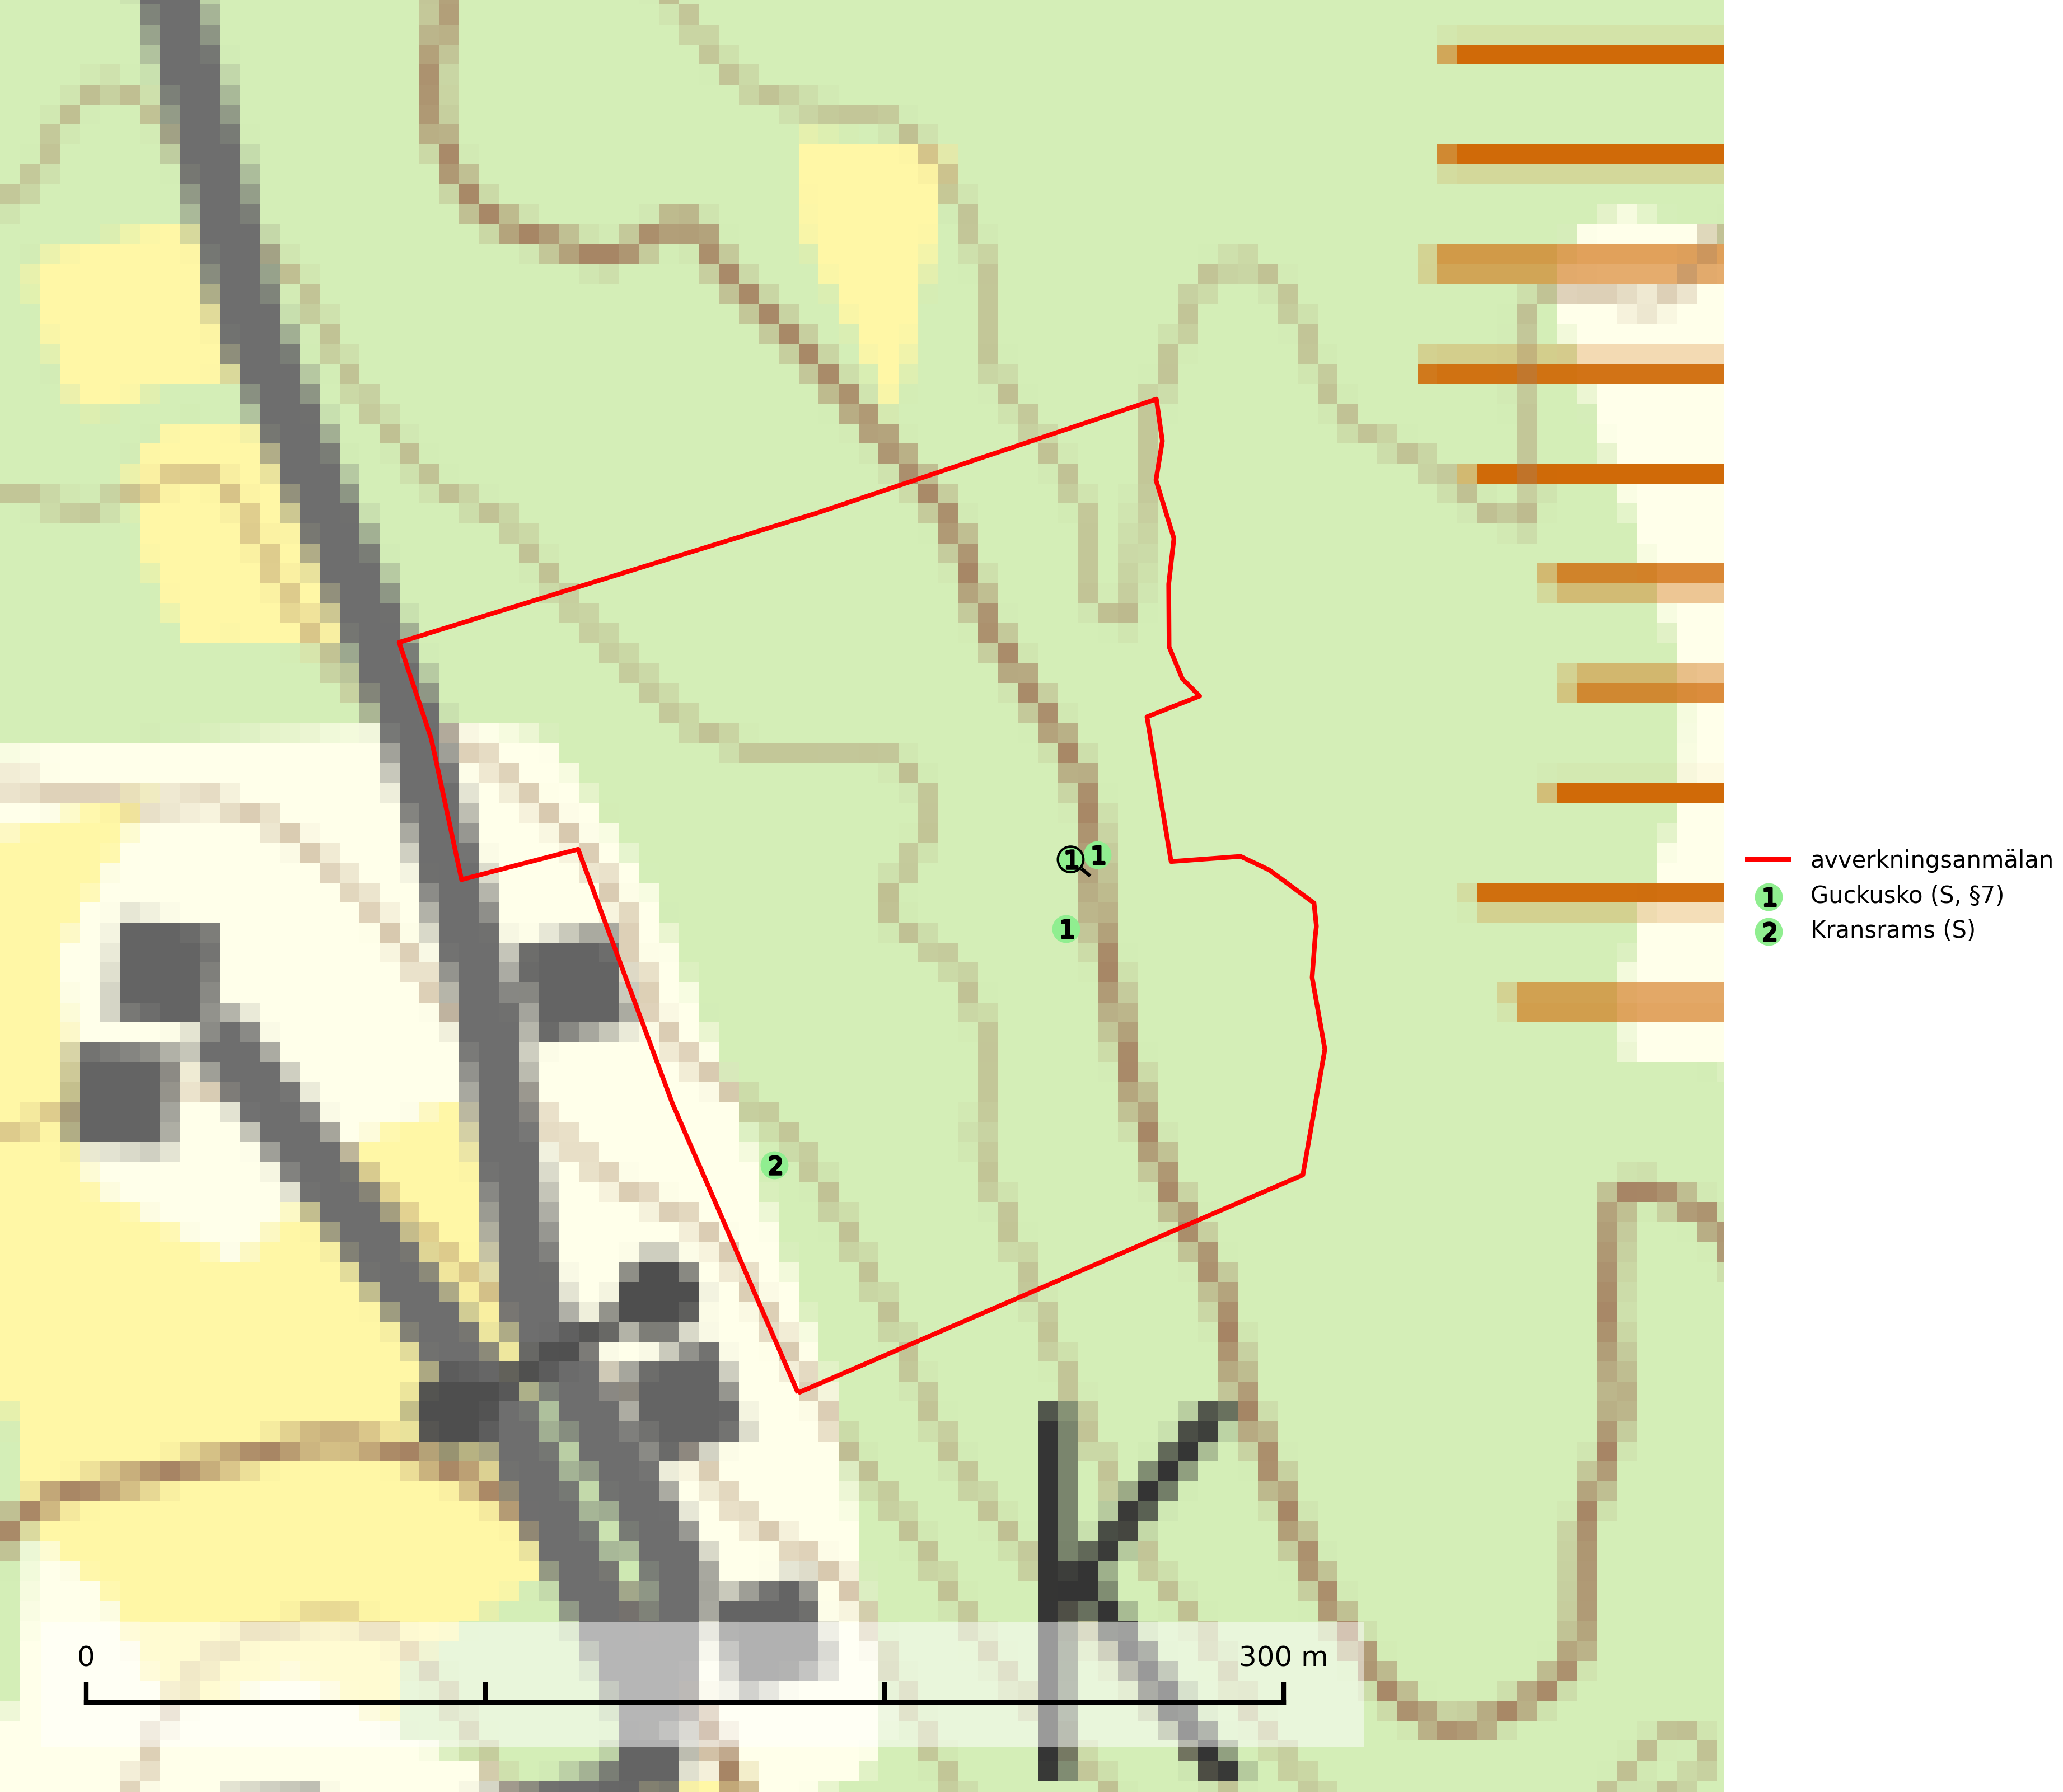 1 1
1
2
0 300 m
avverkningsanmälan
1 Guckusko (S, §7)
2 Kransrams (S)